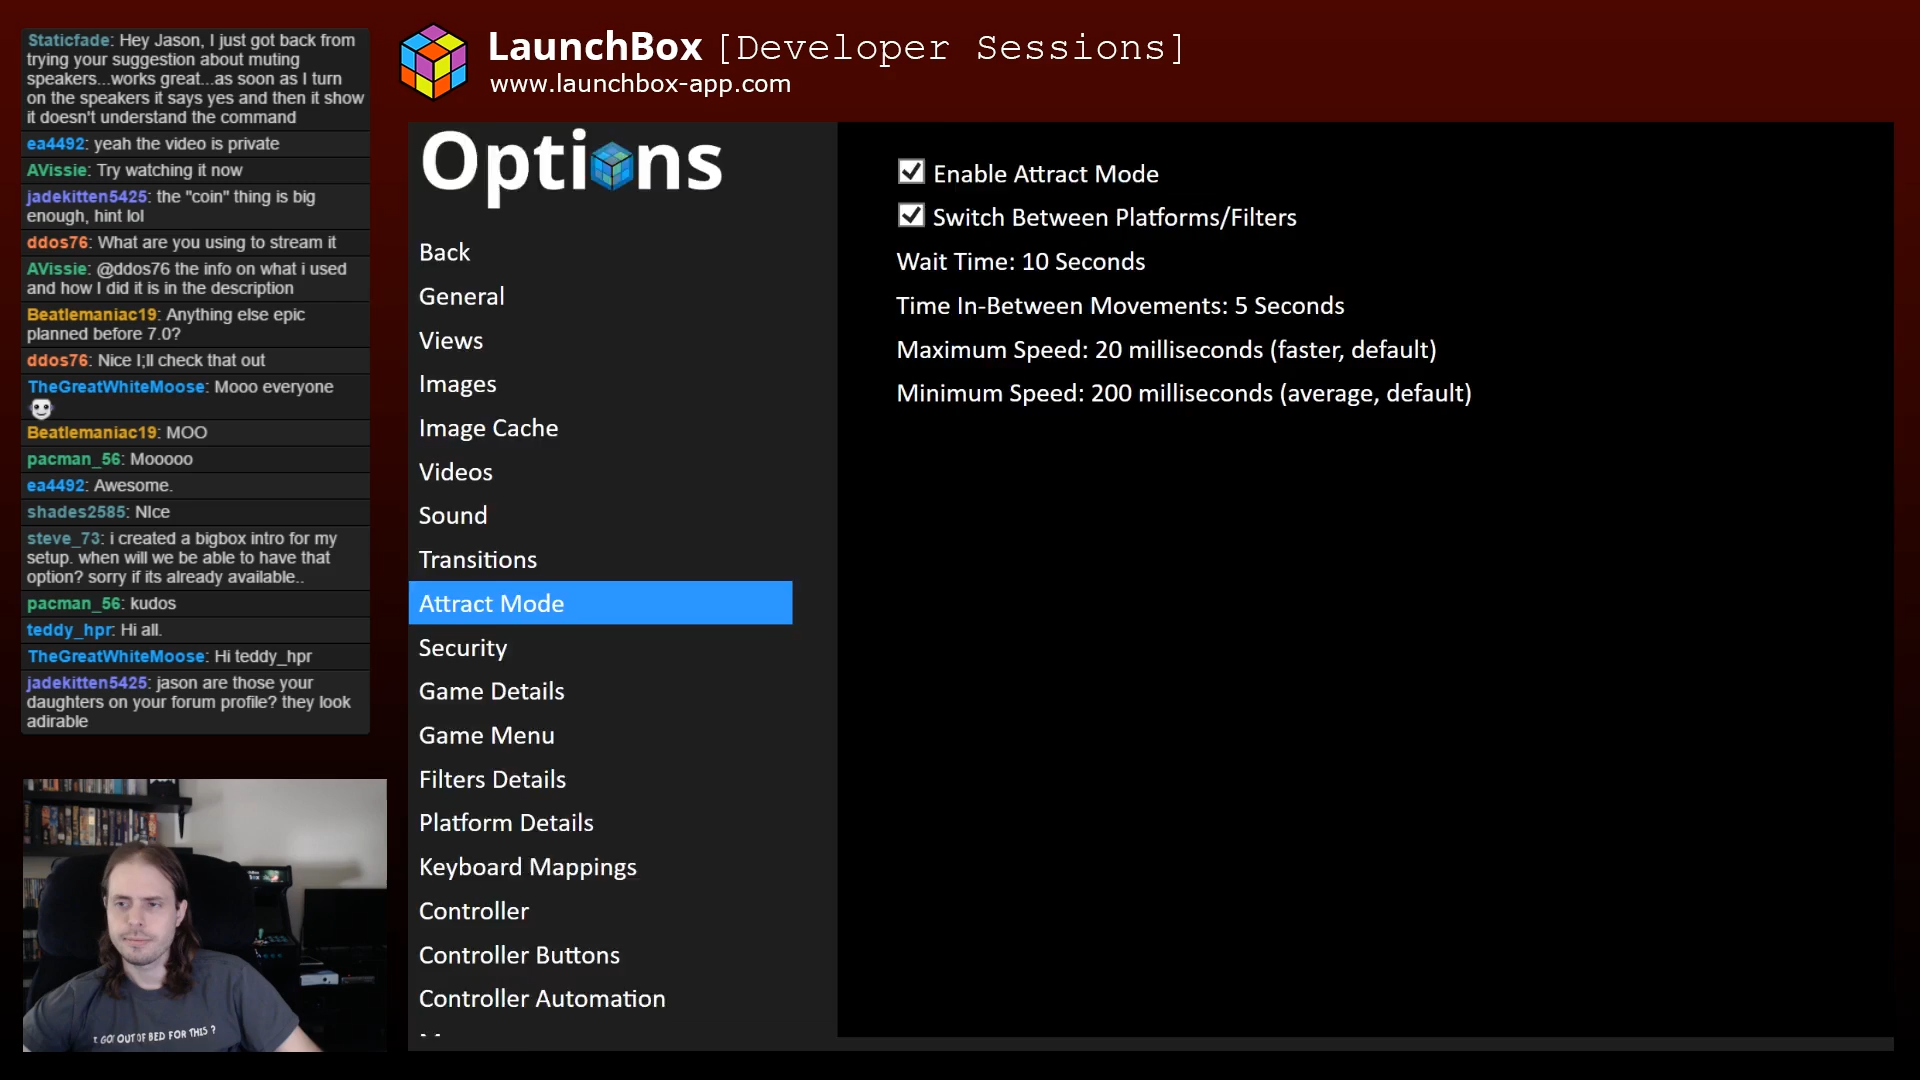 Staticfade: Hey Jason, I just got back from
trying your suggestion about muting
speakers...works great...as soon as I turn
on the speakers it says yes and then it show
it doesn't understand the command
ea4492: yeah the video is private
AVissie: Try watching it now
jadekitten5425: the "coin" thing is big
enough, hint lol
ddos76: What are you using to stream it
AVissie: @ddos76 the info on what i used
and how I did it is in the description
Beatlemaniac19: Anything else epic
planned before 7.0?
ddos76: Nice I;ll check that out
TheGreatWhiteMoose: Mooo everyone
Beatlemaniac19: MOO
pacman_56: Mooooo
ea4492: Awesome.
shades2585: NIce
steve_73: i created a bigbox intro for my
setup. when will we be able to have that
option? sorry if its already available..
pacman_56: kudos
teddy_hpr: Hi all.
TheGreatWhiteMoose: Hi teddy_hpr
jadekitten5425: jason are those your
daughters on your forum profile? they look
adirable
LaunchBox [Developer Sessions]
www.launchbox-app.com
Options
Back
General
Views
Images
Image Cache
Videos
Sound
Transitions
Attract Mode
Security
Game Details
Game Menu
Filters Details
Platform Details
Keyboard Mappings
Controller
Controller Buttons
Controller Automation
Enable Attract Mode
Switch Between Platforms/Filters
Wait Time: 10 Seconds
Time In-Between Movements: 5 Seconds
Maximum Speed: 20 milliseconds (faster, default)
Minimum Speed: 200 milliseconds (average, default)
GOT OUT OF BED FOR THIS ?